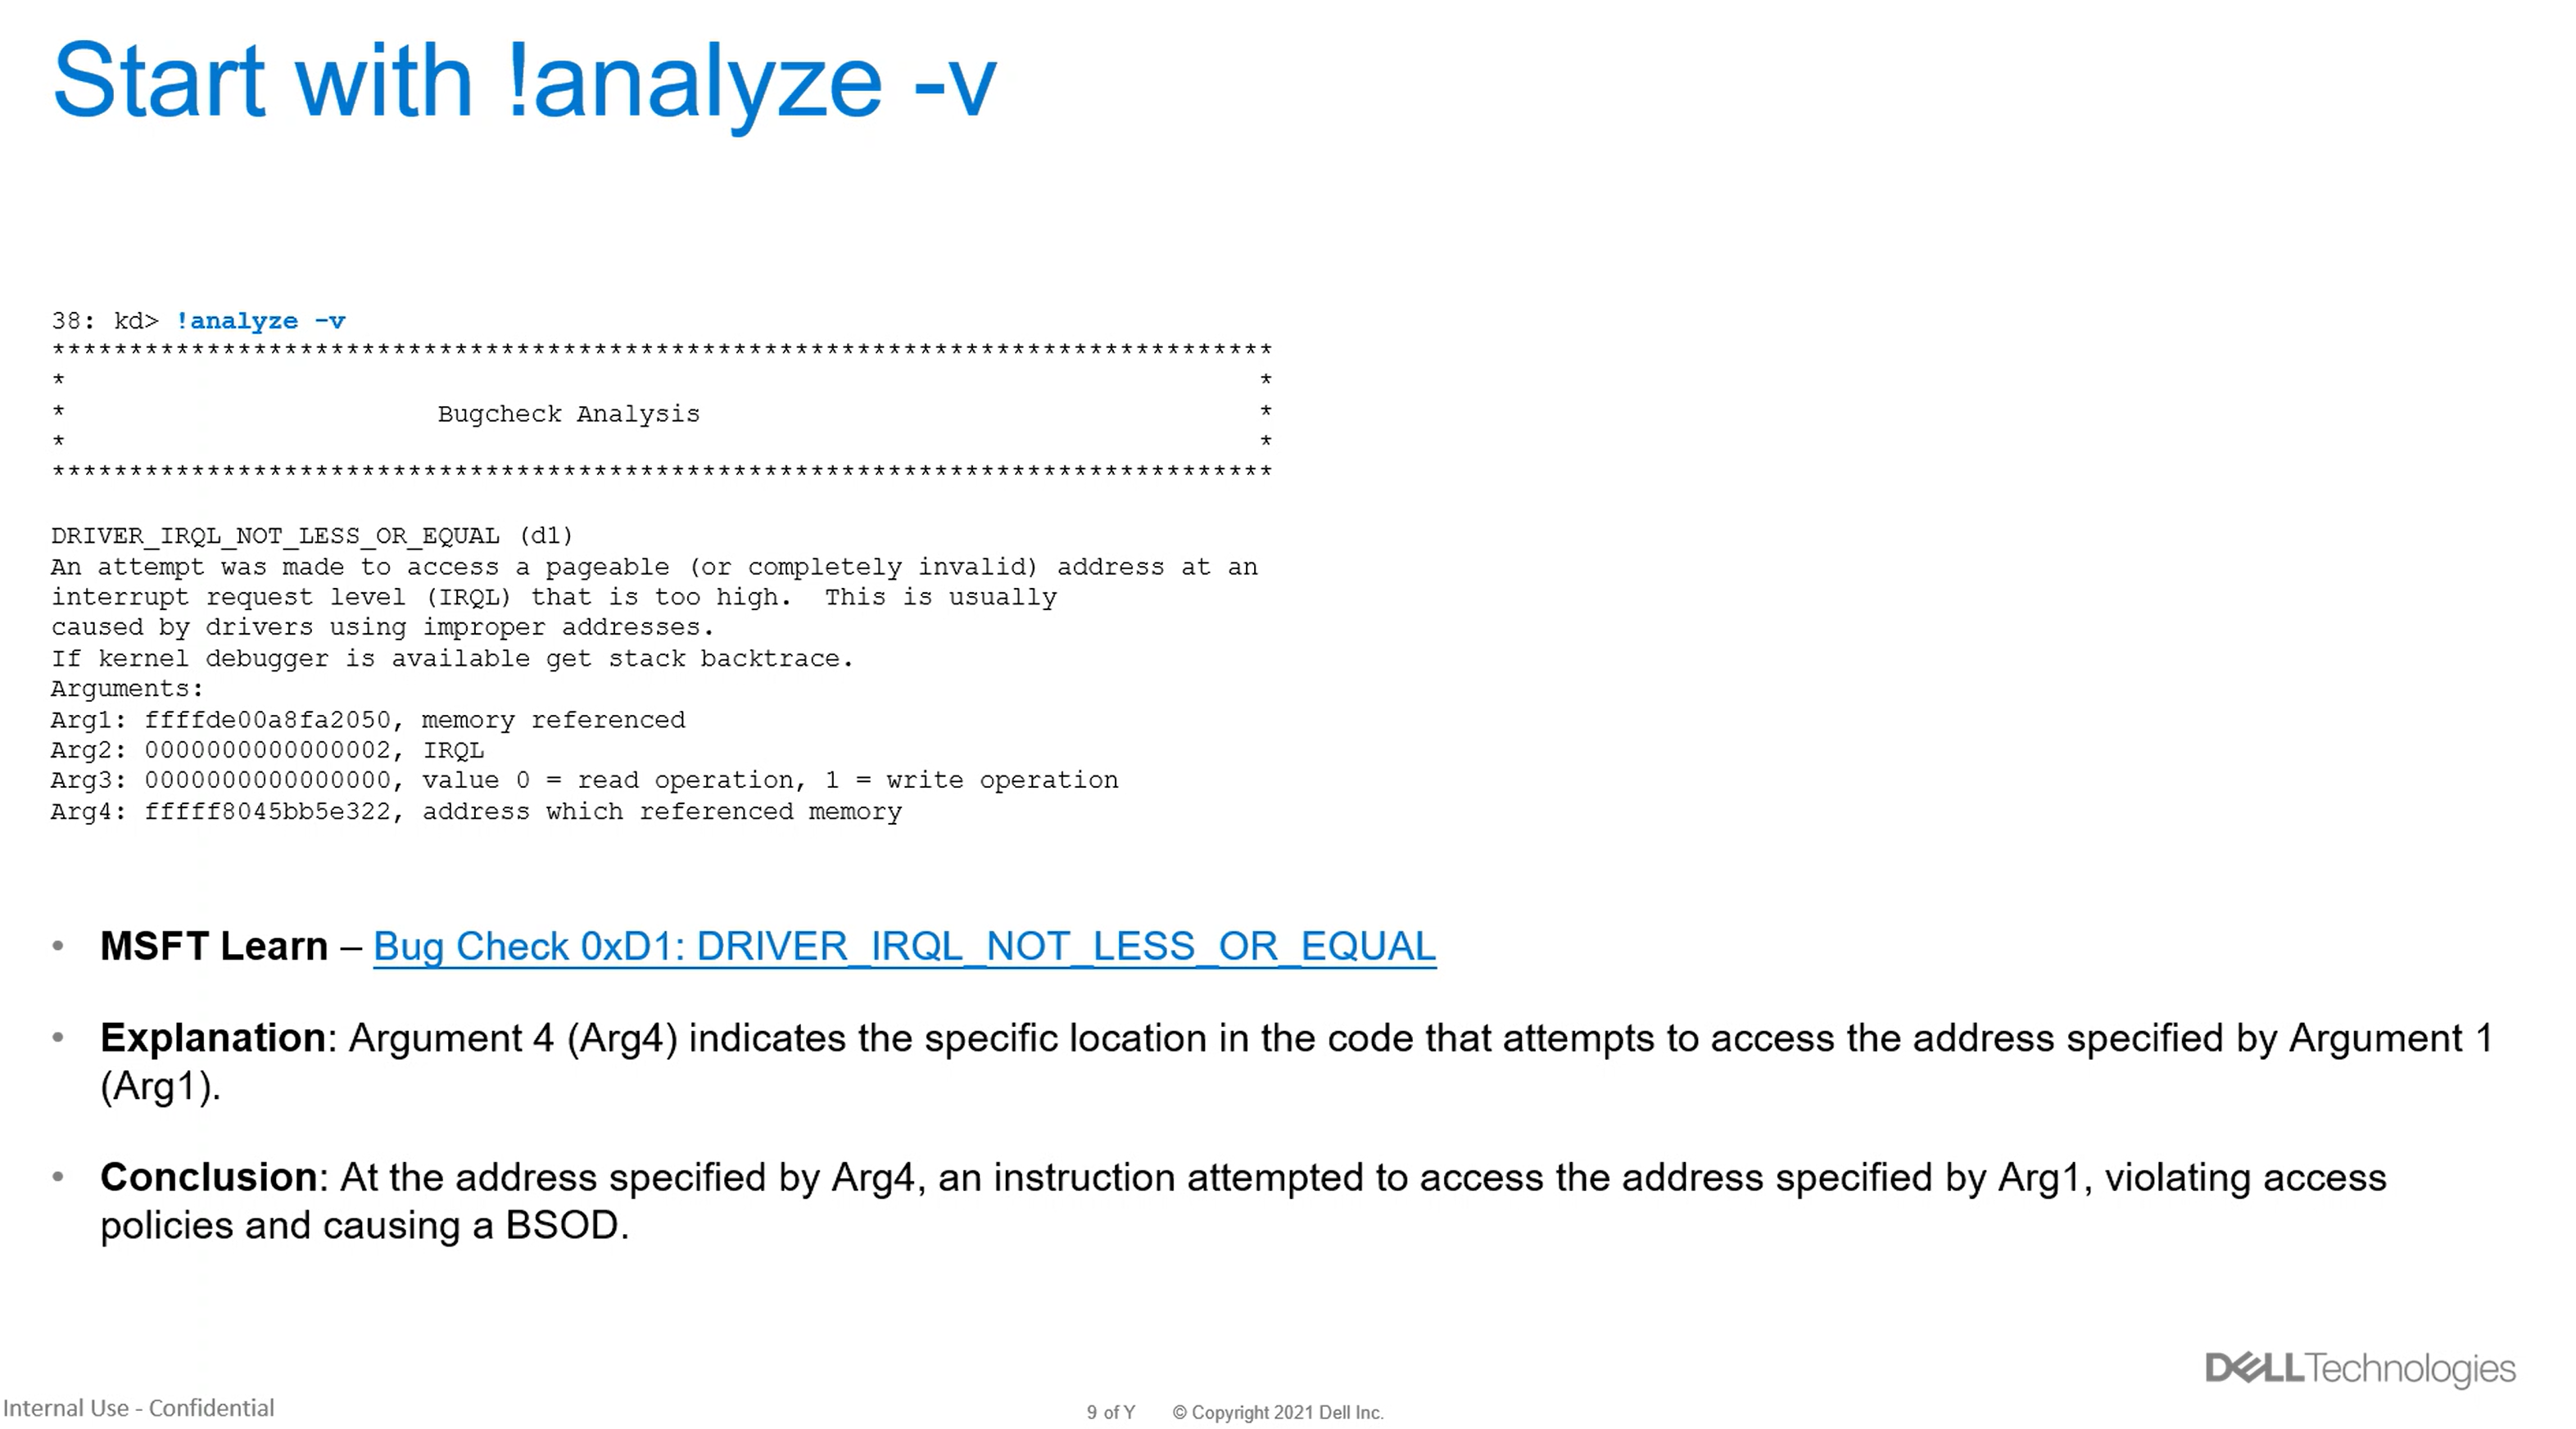 Start with !analyze -v
38: kd> !analyze -v
*******************************************************************************
*                                                                             *
*                        Bugcheck Analysis                                    *
*                                                                             *
*******************************************************************************
DRIVER_IRQL_NOT_LESS_OR_EQUAL (d1)
An attempt was made to access a pageable (or completely invalid) address at an
interrupt request level (IRQL) that is too high.  This is usually
caused by drivers using improper addresses.
If kernel debugger is available get stack backtrace.
Arguments:
Arg1: ffffde00a8fa2050, memory referenced
Arg2: 0000000000000002, IRQL
Arg3: 0000000000000000, value 0 = read operation, 1 = write operation
Arg4: fffff8045bb5e322, address which referenced memory
• MSFT Learn – Bug Check 0xD1: DRIVER_IRQL_NOT_LESS_OR_EQUAL
• Explanation: Argument 4 (Arg4) indicates the specific location in the code that attempts to access the address specified by Argument 1
(Arg1).
• Conclusion: At the address specified by Arg4, an instruction attempted to access the address specified by Arg1, violating access
policies and causing a BSOD.
DELL Technologies
Internal Use - Confidential
9 of Y © Copyright 2021 Dell Inc.